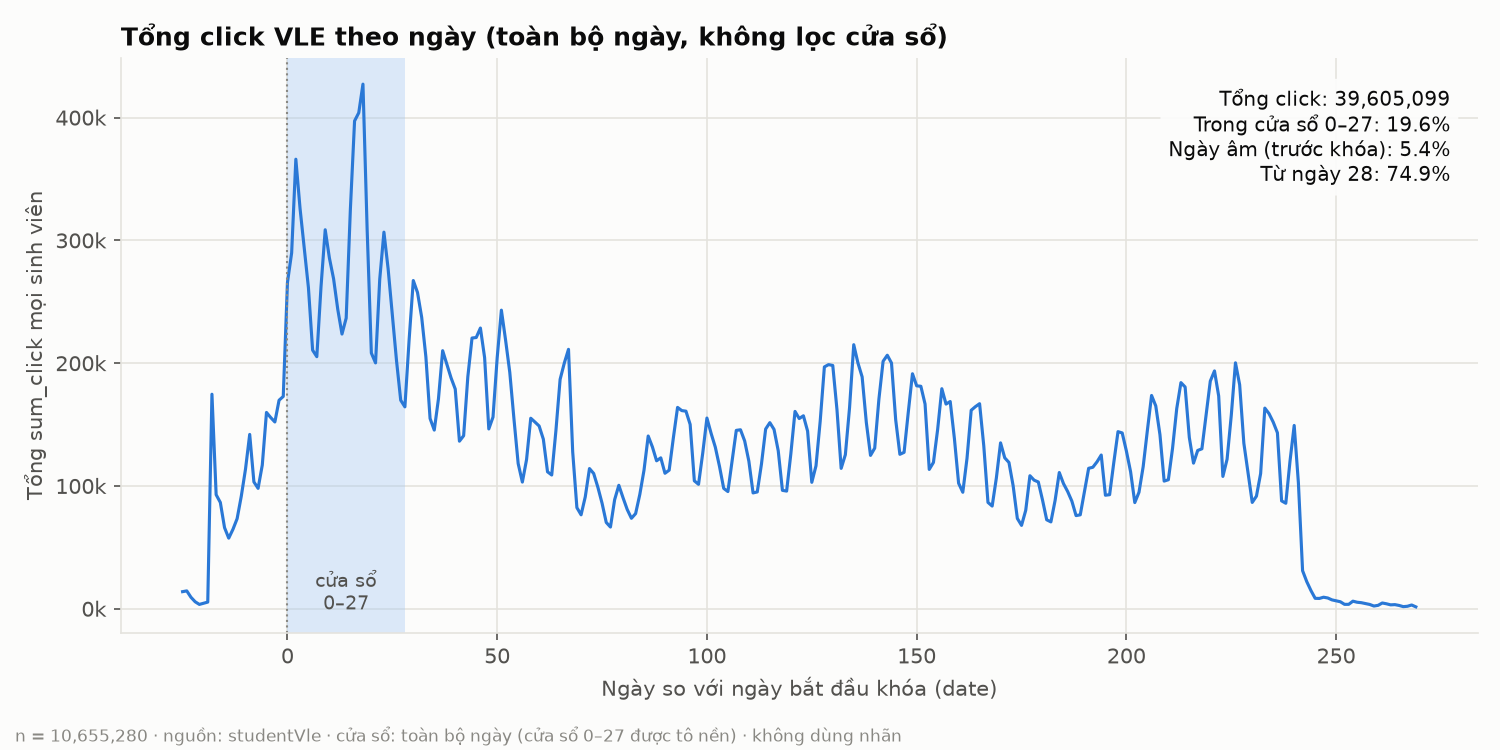 Tổng click VLE theo ngày (toàn bộ ngày, không lọc cửa sổ)
Tổng click: 39,605,099
Trong cửa sổ 0–27: 19.6%
Ngày âm (trước khóa): 5.4%
Từ ngày 28: 74.9%
Tổng sum_click mọi sinh viên
400k
300k
200k
100k
0k
cửa sổ
0–27
0 50 100 150 200 250
Ngày so với ngày bắt đầu khóa (date)
n = 10,655,280 · nguồn: studentVle · cửa sổ: toàn bộ ngày (cửa sổ 0–27 được tô nền) · không dùng nhãn